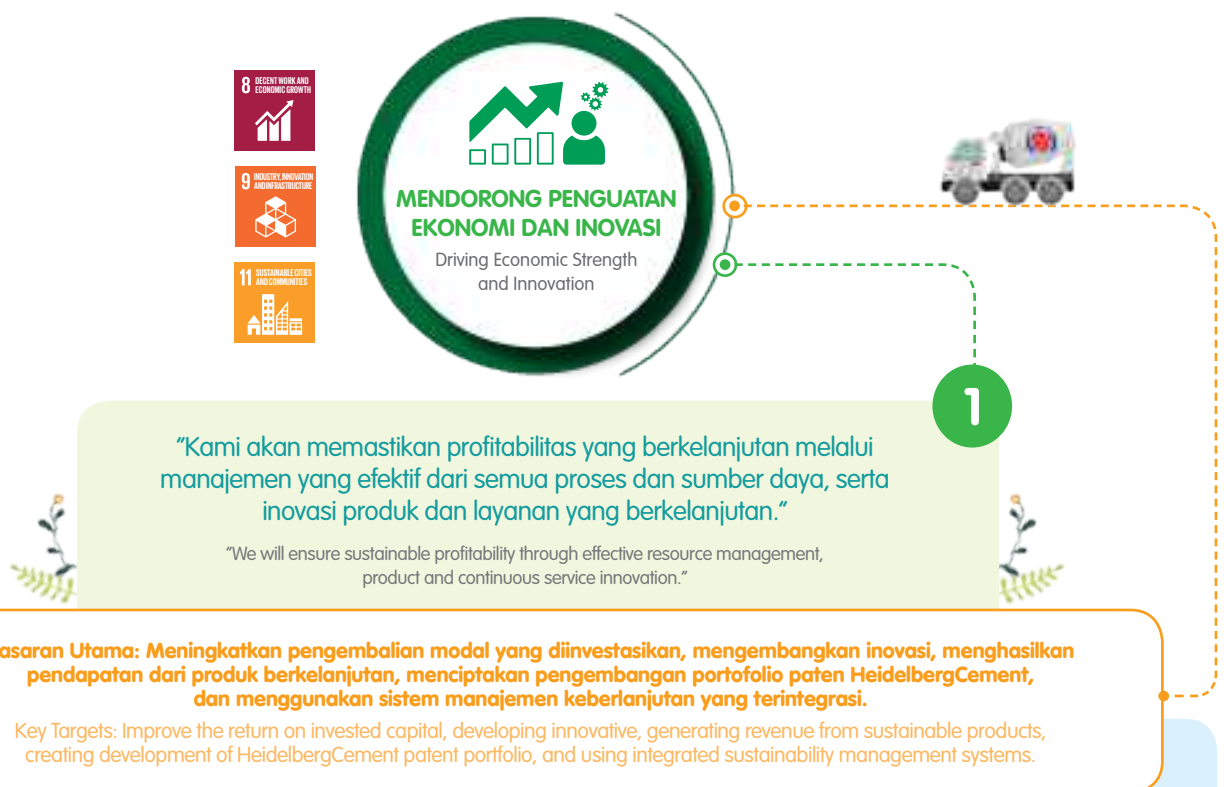 8 DECENT WORK AND
ECONOMIC GROWTH
9 INDUSTRY, INNOVATION
AND INFRASTRUCTURE
11 SUSTAINABLE CITIES
AND COMMUNITIES
MENDORONG PENGUATAN
EKONOMI DAN INOVASI
Driving Economic Strength
and Innovation
1
"Kami akan memastikan profitabilitas yang berkelanjutan melalui
manajemen yang efektif dari semua proses dan sumber daya, serta
inovasi produk dan layanan yang berkelanjutan."
"We will ensure sustainable profitability through effective resource management,
product and continuous service innovation."
asaran Utama: Meningkatkan pengembalian modal yang diinvestasikan, mengembangkan inovasi, menghasilkan
pendapatan dari produk berkelanjutan, menciptakan pengembangan portofolio paten HeidelbergCement,
dan menggunakan sistem manajemen keberlanjutan yang terintegrasi.
Key Targets: Improve the return on invested capital, developing innovative, generating revenue from sustainable products,
creating development of HeidelbergCement patent portfolio, and using integrated sustainability management systems.